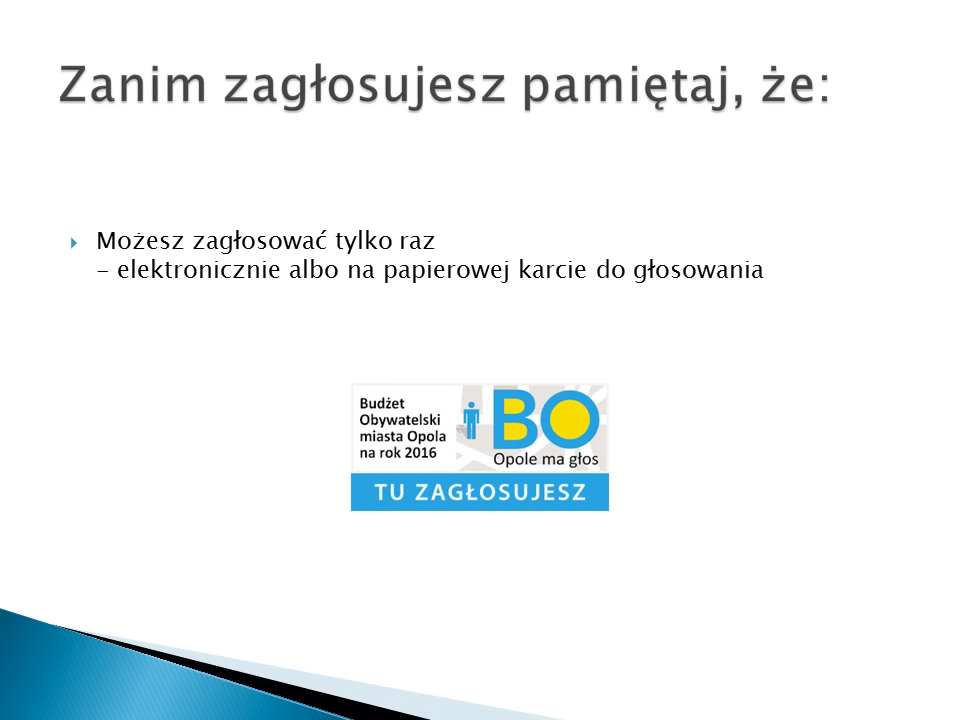 Zanim zagłosujesz pamiętaj, że:
Możesz zagłosować tylko raz
- elektronicznie albo na papierowej karcie do głosowania
Budżet
Obywatelski
miasta Opola
na rok 2016
BO
Opole ma głos
TU ZAGŁOSUJESZ